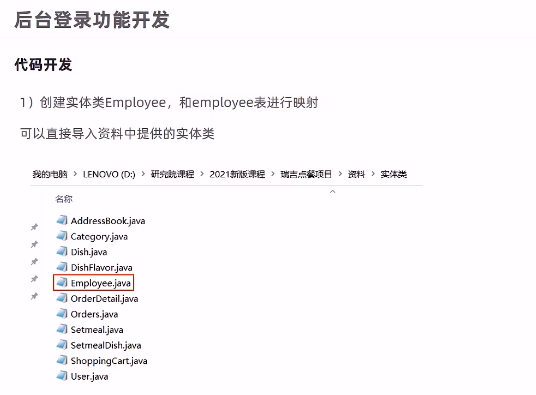 后台登录功能开发
代码开发
1）创建实体类Employee，和employee表进行映射
可以直接导入资料中提供的实体类
我的电脑 > LENOVO (D:) > 研究院课程 > 2021新版课程 > 瑞吉点餐项目 > 资料 > 实体类
名称
AddressBook.java
Category.java
Dish.java
DishFlavor.java
Employee.java
OrderDetail.java
Orders.java
Setmeal.java
SetmealDish.java
ShoppingCart.java
User.java